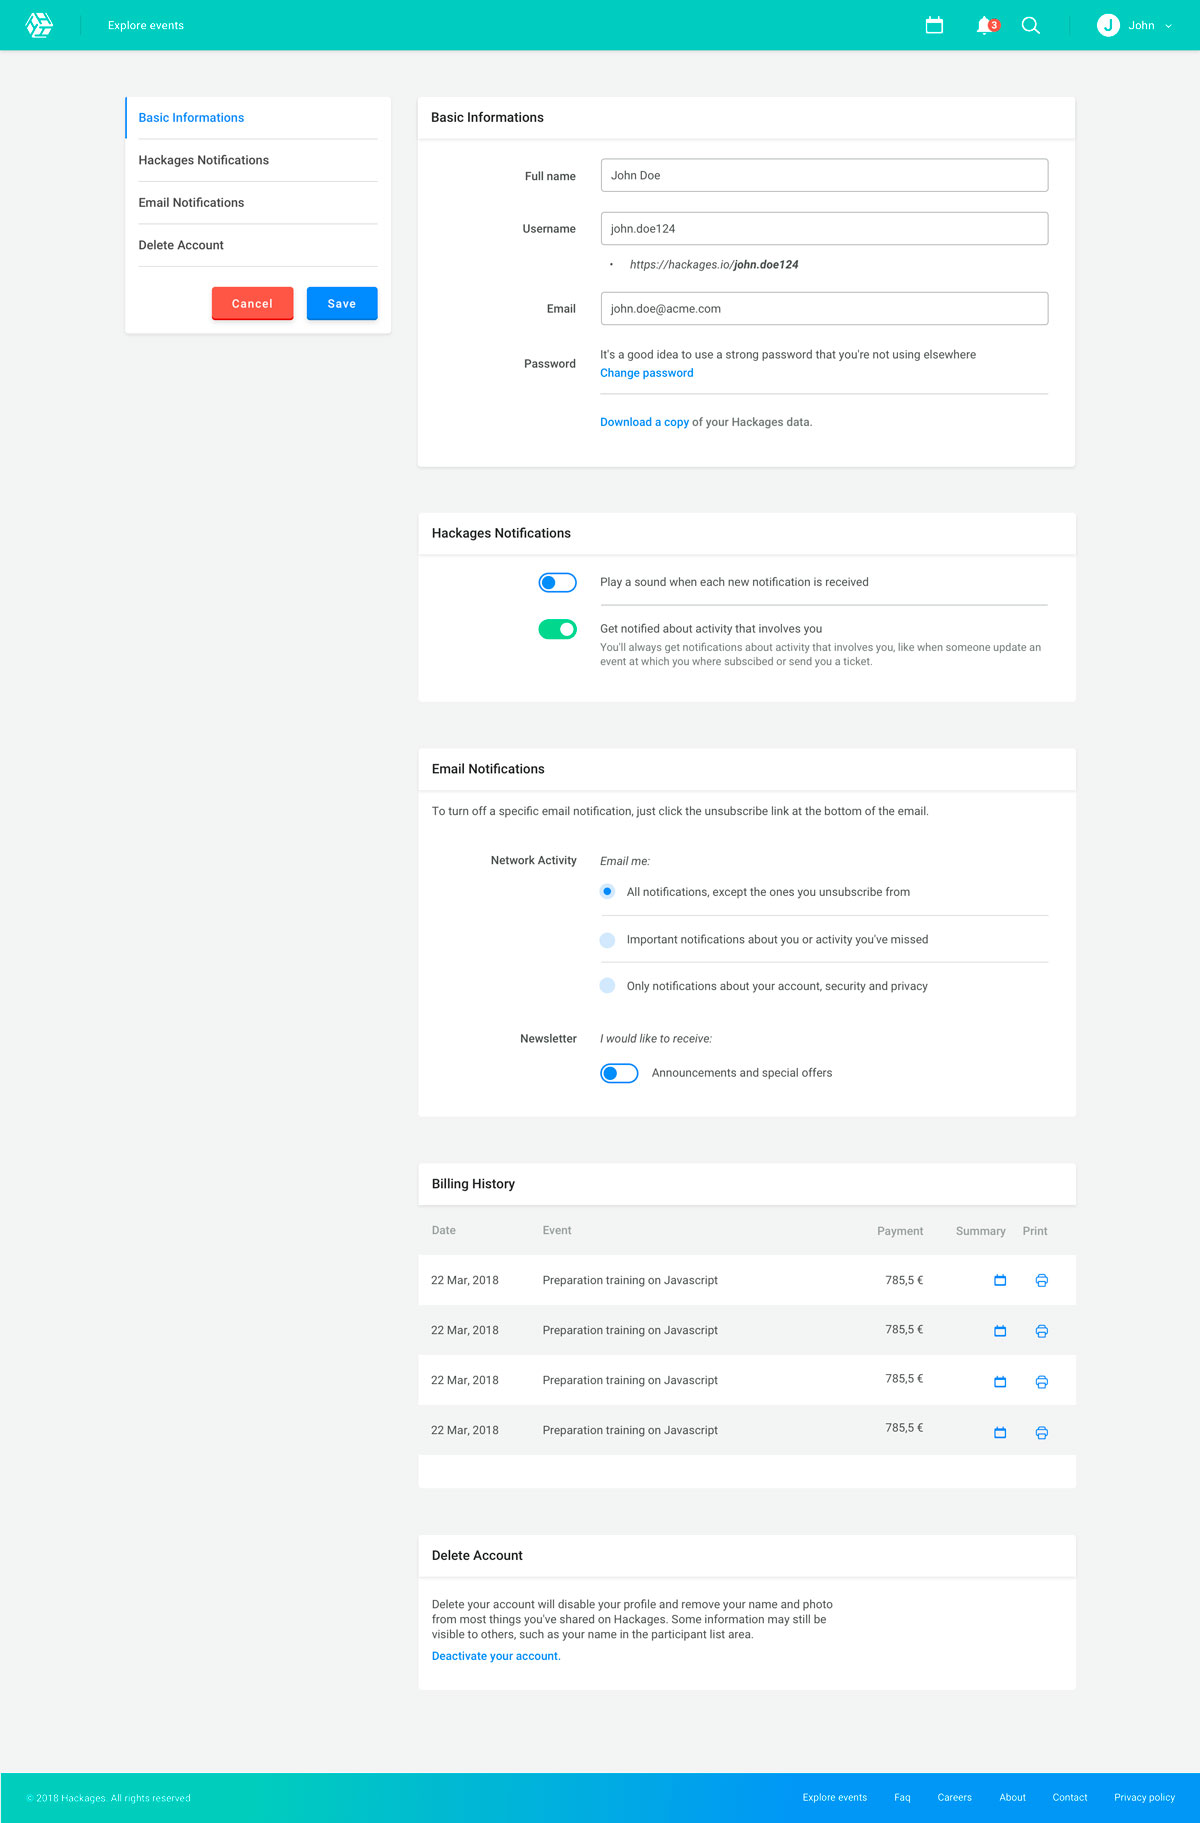 Explore events
3
J
John
Basic Informations
Hackages Notifications
Email Notifications
Delete Account
Cancel
Save
Basic Informations
Full name
John Doe
Username
john.doe124
• https://hackages.io/john.doe124
Email
john.doe@acme.com
Password
It's a good idea to use a strong password that you're not using elsewhere
Change password
Download a copy of your Hackages data.
Hackages Notifications
Play a sound when each new notification is received
Get notified about activity that involves you
You'll always get notifications about activity that involves you, like when someone update an
event at which you where subscibed or send you a ticket.
Email Notifications
To turn off a specific email notification, just click the unsubscribe link at the bottom of the email.
Network Activity
Email me:
All notifications, except the ones you unsubscribe from
Important notifications about you or activity you've missed
Only notifications about your account, security and privacy
Newsletter
I would like to receive:
Announcements and special offers
Billing History
Date Event Payment Summary Print
22 Mar, 2018 Preparation training on Javascript 785,5 €
22 Mar, 2018 Preparation training on Javascript 785,5 €
22 Mar, 2018 Preparation training on Javascript 785,5 €
22 Mar, 2018 Preparation training on Javascript 785,5 €
Delete Account
Delete your account will disable your profile and remove your name and photo
from most things you've shared on Hackages. Some information may still be
visible to others, such as your name in the participant list area.
Deactivate your account.
© 2018 Hackages. All rights reserved
Explore events Faq Careers About Contact Privacy policy